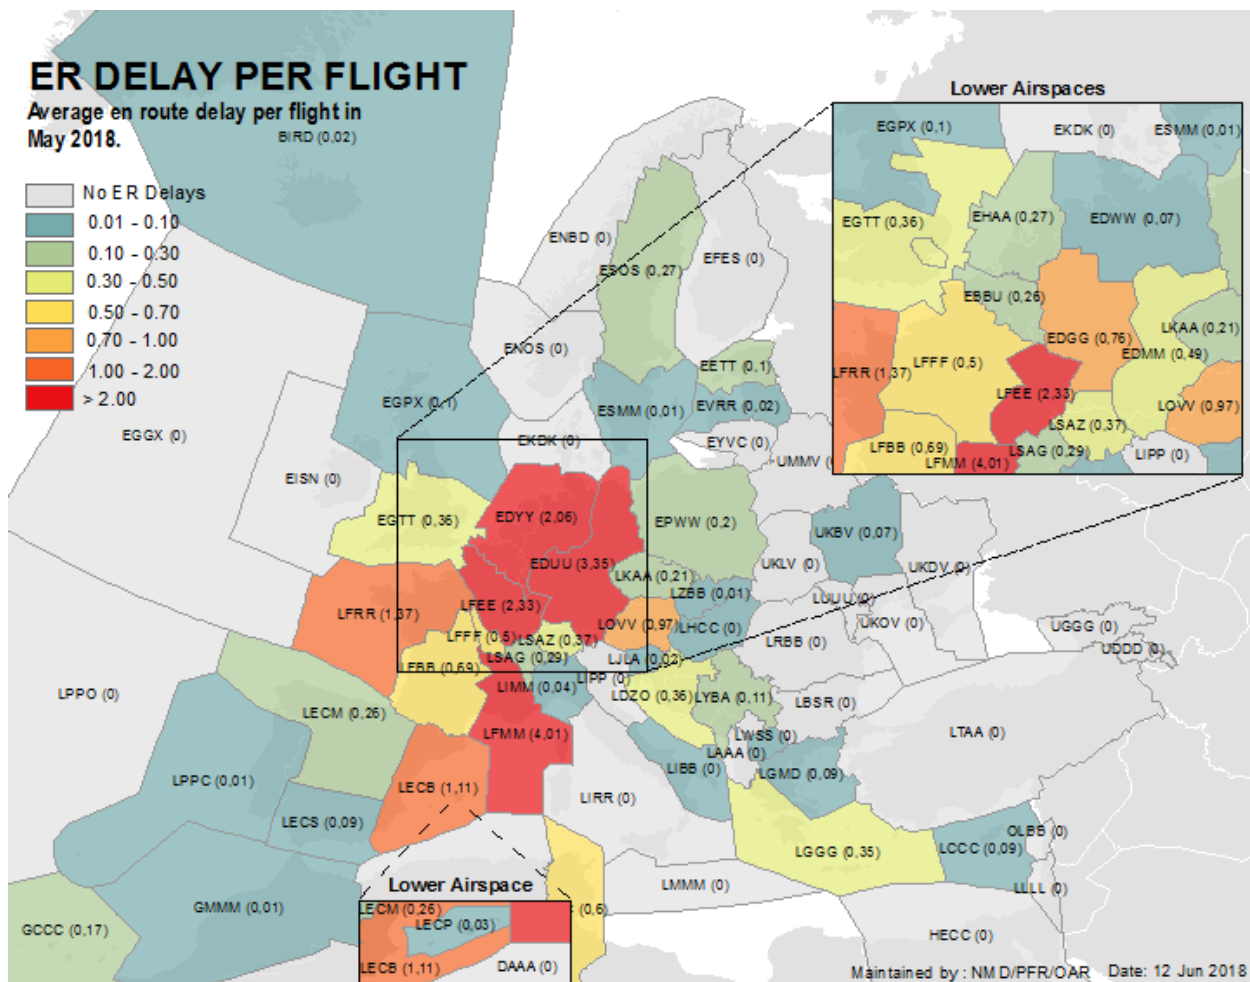 ER DELAY PER FLIGHT
Average en route delay per flight in
May 2018.
No ER Delays
0.01 - 0.10
0.10 - 0.30
0.30 - 0.50
0.50 - 0.70
0.70 - 1.00
1.00 - 2.00
> 2.00
BIRD (0,02)
ENBD (0)
ESOS (0,27)
EFES (0)
ENOS (0)
EETT (0,1)
EGPX (0,1)
ESMM (0,01)
EVRR (0,02)
EGGX (0)
EKDK (0)
EYVC (0)
UMMV (
EISN (0)
EGTT (0,36)
EDYY (2,06)
EPWW (0,2)
UKBV (0,07)
EDUU (3,35)
UKLV (0)
UKDV (0)
LKAA (0,21)
LZBB (0,01)
LFRR (1,37)
LFEE (2,33)
LUUU (0)
LOVV (0,97)
LHCC (0)
UKOV (0)
UGGG (0)
LFFF (0,5)
LSAZ (0,37)
LRBB (0)
UDDD (0)
LFBB (0,69)
LSAG (0,29)
LJLA (0,02)
LPPO (0)
LIMM (0,04)
LIPP (0)
LDZO (0,36)
LYBA (0,11)
LBSR (0)
LECM (0,26)
LFMM (4,01)
LWSS (0)
LTAA (0)
LAAA (0)
LPPC (0,01)
LIBB (0)
LGMD (0,09)
LECB (1,11)
LIRR (0)
LECS (0,09)
OLBB (0)
LGGG (0,35)
LCCC (0,09)
LMMM (0)
LLLL (0)
GMMM (0,01)
(0,6)
GCCC (0,17)
HECC (0)
Lower Airspaces
EGPX (0,1)
EKDK (0)
ESMM (0,01)
EGTT (0,36)
EHAA (0,27)
EDWW (0,07)
EBBU (0,26)
LKAA (0,21)
EDGG (0,76)
EDMM (0,49)
LFRR (1,37)
LFFF (0,5)
LFEE (2,33)
LOVV (0,97)
LSAZ (0,37)
LFBB (0,69)
LSAG (0,29)
LIPP (0)
LFMM (4,01)
Lower Airspace
LECM (0,26)
LECP (0,03)
LECB (1,11)
DAAA (0)
Maintained by : NMD/PFR/OAR Date: 12 Jun 2018